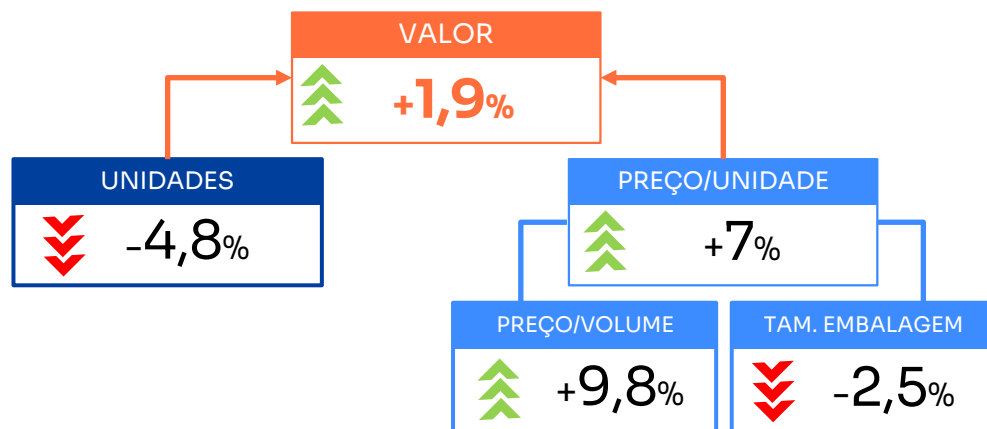 VALOR
+1,9%
UNIDADES
-4,8%
PREÇO/UNIDADE
+7%
PREÇO/VOLUME
+9,8%
TAM. EMBALAGEM
-2,5%